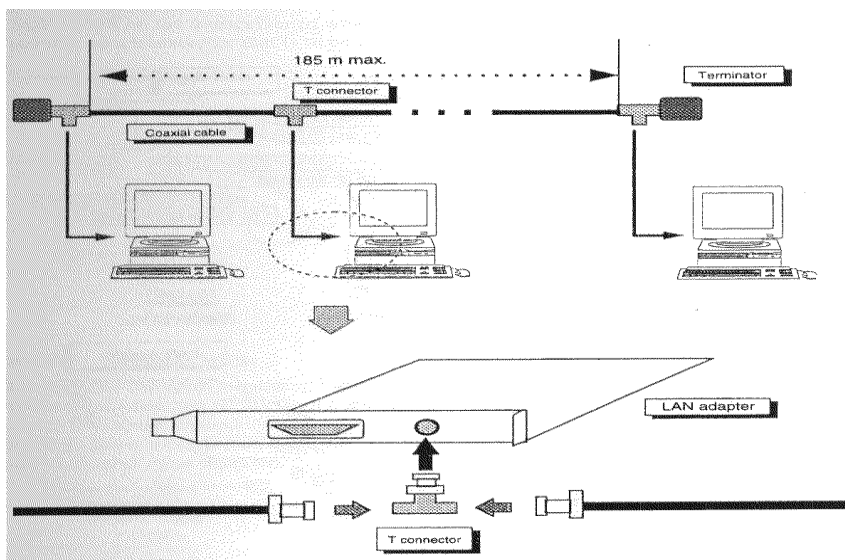 185 m max.
T connector
Terminator
Coaxial cable
LAN adapter
T connector